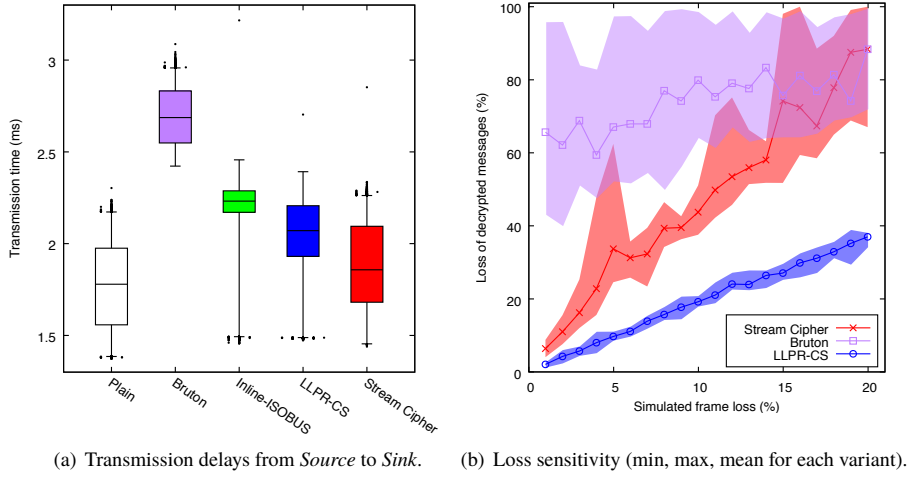 3
2.5
2
1.5
Transmission time (ms)
Plain
Bruton
Inline-ISOBUS
LLPR-CS
Stream Cipher
(a) Transmission delays from Source to Sink.
100
80
60
40
20
0
Loss of decrypted messages (%)
0
5
10
15
20
Simulated frame loss (%)
Stream Cipher
Bruton
LLPR-CS
(b) Loss sensitivity (min, max, mean for each variant).